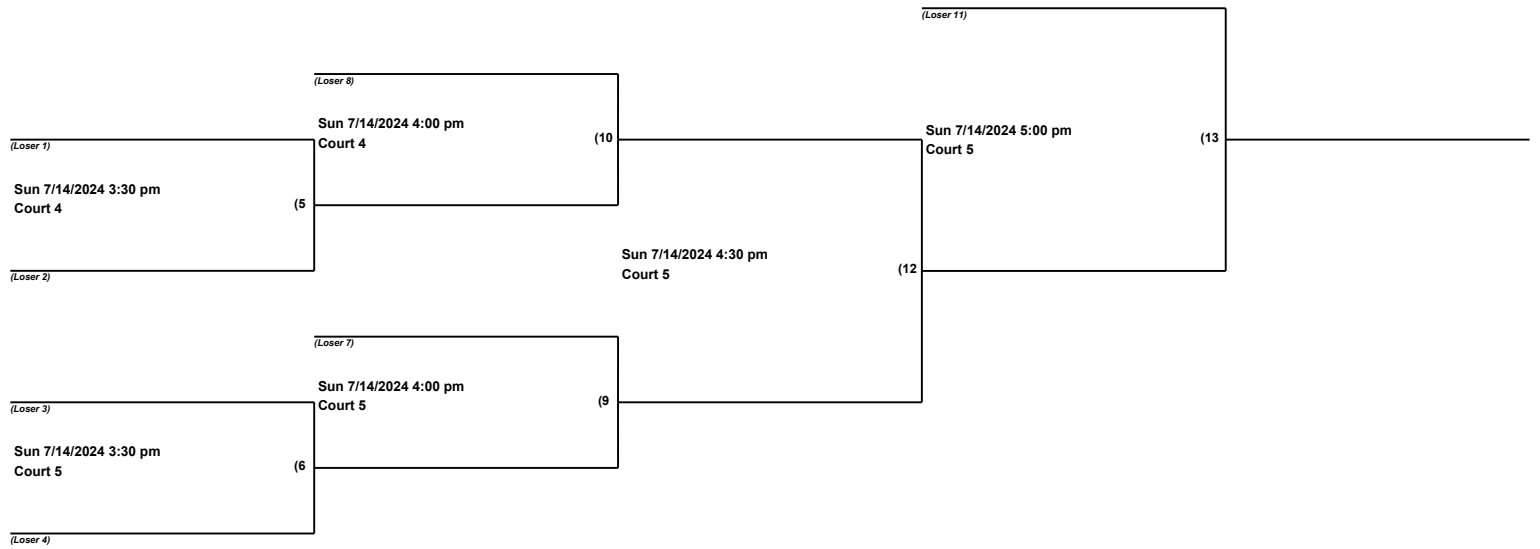 (Loser 11)
(Loser 8)
Sun 7/14/2024 4:00 pm
Court 4
(10
Sun 7/14/2024 5:00 pm
Court 5
(13
(Loser 1)
Sun 7/14/2024 3:30 pm
Court 4
(5
Sun 7/14/2024 4:30 pm
Court 5
(12
(Loser 2)
(Loser 7)
Sun 7/14/2024 4:00 pm
Court 5
(9
(Loser 3)
Sun 7/14/2024 3:30 pm
Court 5
(6
(Loser 4)